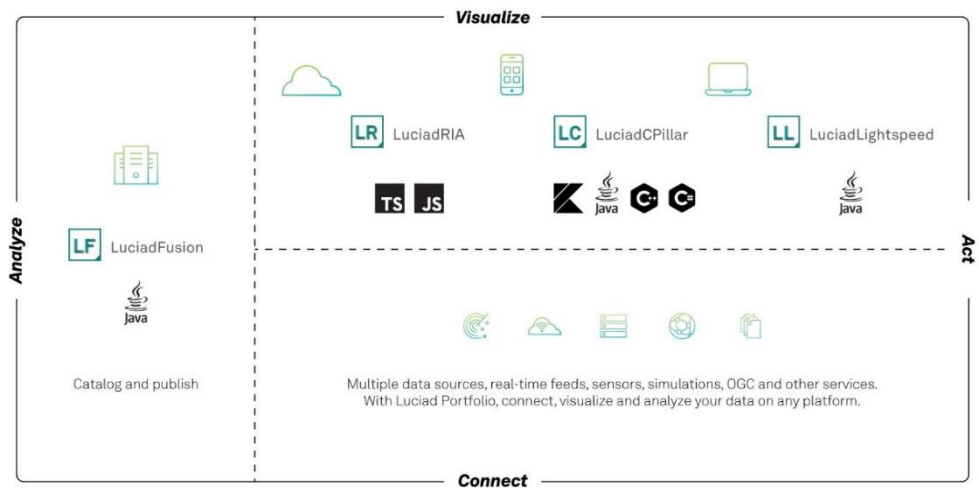 Visualize
LR LuciadRIA
LC LuciadCPillar
LL LuciadLightspeed
TS JS
Java
C++
C#
Java
Analyze
Act
LF LuciadFusion
Java
Catalog and publish
Multiple data sources, real-time feeds, sensors, simulations, OGC and other services.
With Luciad Portfolio, connect, visualize and analyze your data on any platform.
Connect